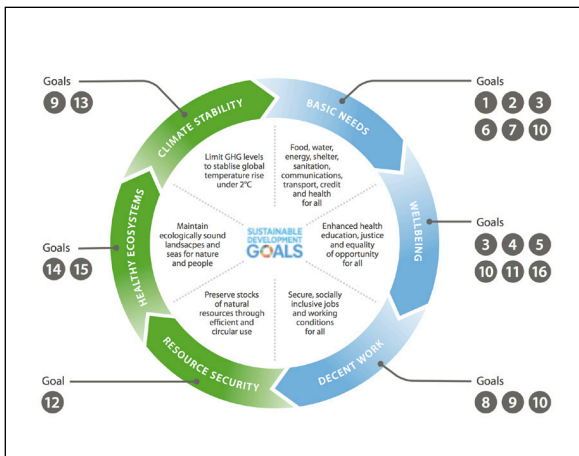 Goals
9 13
CLIMATE STABILITY
Limit GHG levels
to stablise global
temperature rise
under 2°C
BASIC NEEDS
Food, water,
energy, shelter,
sanitation,
communications,
transport, credit
and health
for all
Goals
1 2 3
6 7 10
WELLBEING
Enhanced health
education, justice
and equality
of opportunity
for all
Goals
3 4 5
10 11 16
DECENT WORK
Secure, socially
inclusive jobs
and working
conditions
for all
Goals
8 9 10
RESOURCE SECURITY
Preserve stocks
of natural
resources through
efficient and
circular use
Goal
12
HEALTHY ECOSYSTEMS
Maintain
ecologically sound
landsacpes and
seas for nature
and people
Goals
14 15
SUSTAINABLE
DEVELOPMENT
GOALS